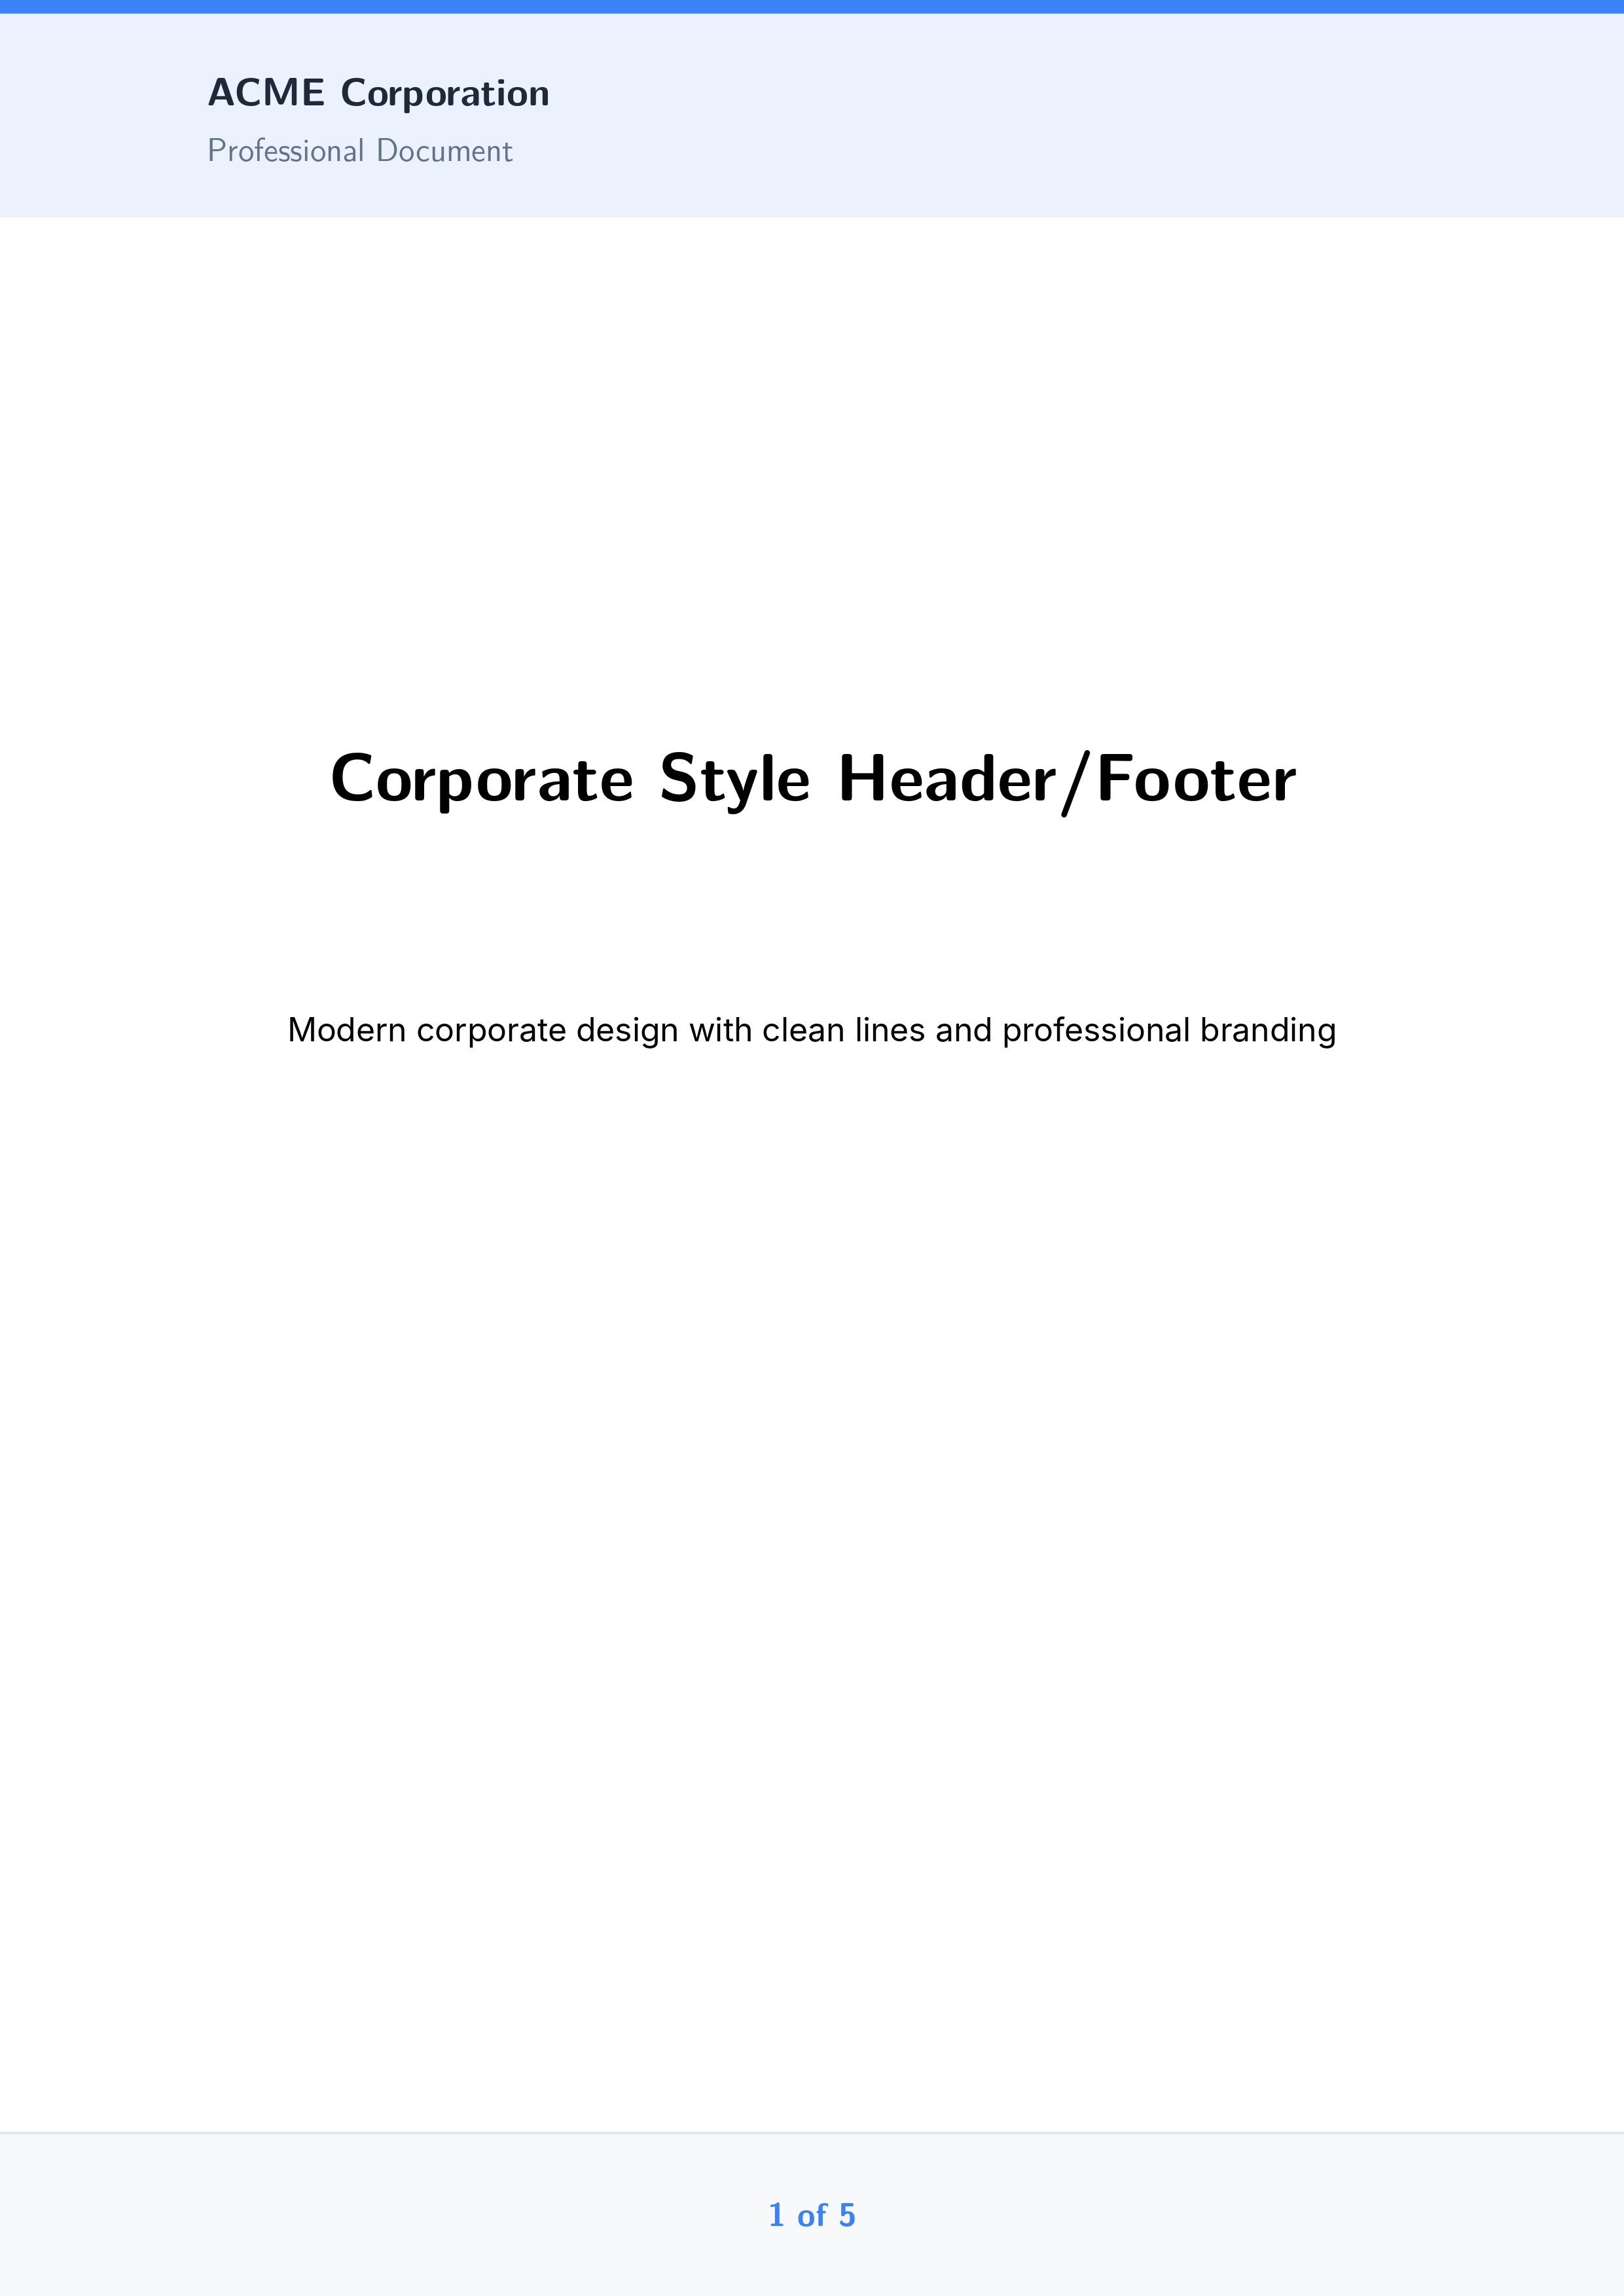 ACME Corporation
Professional Document
Corporate Style Header/Footer
Modern corporate design with clean lines and professional branding
1 of 5